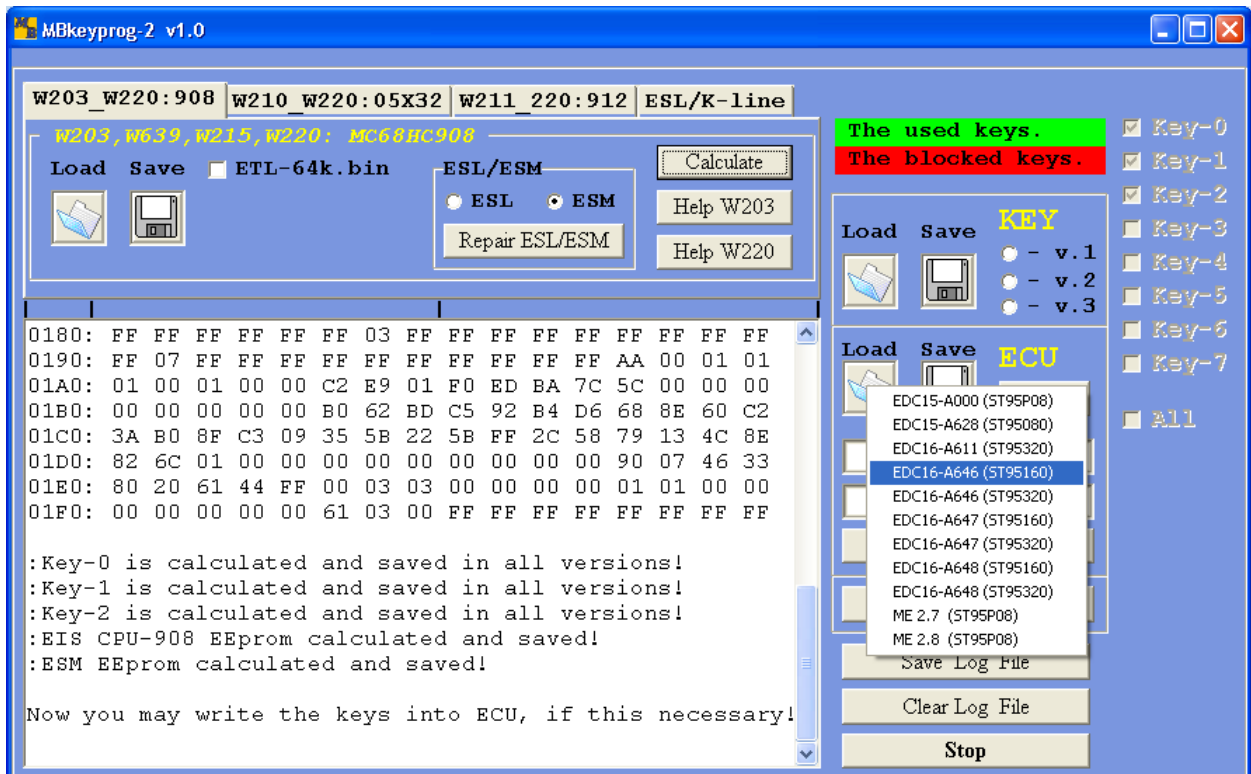 MBkeyprog-2 v1.0
W203_W220:908 W210_W220:05X32 W211_220:912 ESL/K-line
W203,W639,W215,W220: MC68HC908
Load Save ETL-64k.bin
ESL/ESM
ESL ESM
Repair ESL/ESM
Calculate
Help W203
Help W220
0180: FF FF FF FF FF FF 03 FF FF FF FF FF FF FF FF FF
0190: FF 07 FF FF FF FF FF FF FF FF FF FF AA 00 01 01
01A0: 01 00 01 00 00 C2 E9 01 F0 ED BA 7C 5C 00 00 00
01B0: 00 00 00 00 00 B0 62 BD C5 92 B4 D6 68 8E 60 C2
01C0: 3A B0 8F C3 09 35 5B 22 5B FF 2C 58 79 13 4C 8E
01D0: 82 6C 01 00 00 00 00 00 00 00 00 00 90 07 46 33
01E0: 80 20 61 44 FF 00 03 03 00 00 00 00 01 01 00 00
01F0: 00 00 00 00 00 61 03 00 FF FF FF FF FF FF FF FF
:Key-0 is calculated and saved in all versions!
:Key-1 is calculated and saved in all versions!
:Key-2 is calculated and saved in all versions!
:EIS CPU-908 EEprom calculated and saved!
:ESM EEprom calculated and saved!
Now you may write the keys into ECU, if this necessary!
The used keys.
The blocked keys.
KEY
Load Save
- v.1
- v.2
- v.3
Load Save ECU
EDC15-A000 (ST95P08)
EDC15-A628 (ST95080)
EDC16-A611 (ST95320)
EDC16-A646 (ST95160)
EDC16-A646 (ST95320)
EDC16-A647 (ST95160)
EDC16-A647 (ST95320)
EDC16-A648 (ST95160)
EDC16-A648 (ST95320)
ME 2.7 (ST95P08)
ME 2.8 (ST95P08)
Save Log File
Clear Log File
Stop
Key-0
Key-1
Key-2
Key-3
Key-4
Key-5
Key-6
Key-7
All